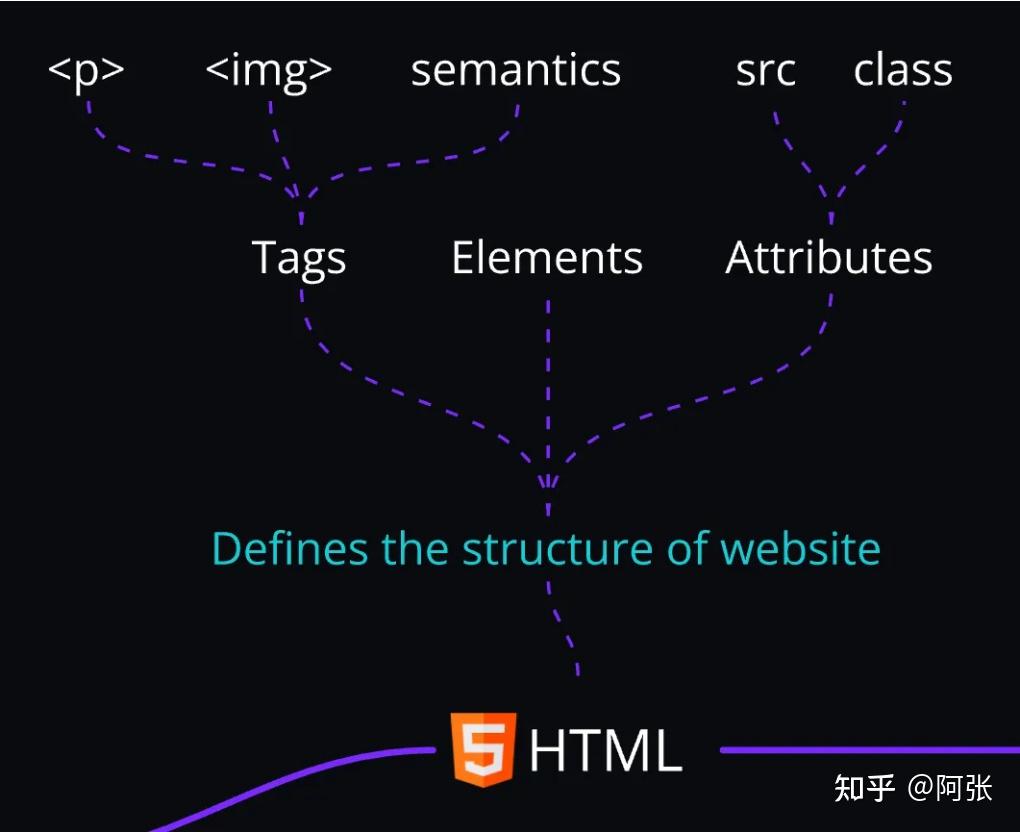 <p> <img> semantics src class
Tags Elements Attributes
Defines the structure of website
5 HTML
知乎 @阿张